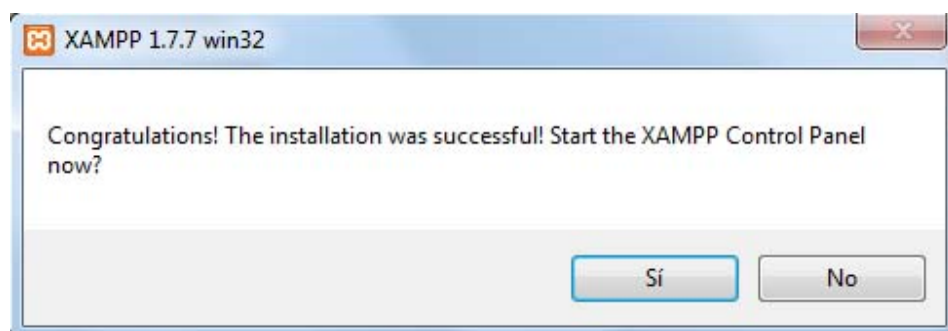 XAMPP 1.7.7 win32
Congratulations! The installation was successful! Start the XAMPP Control Panel
now?
Sí No